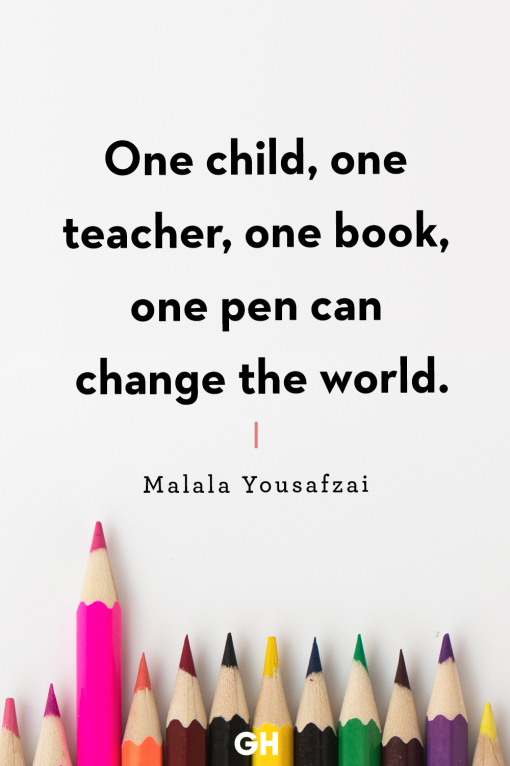 One child, one
teacher, one book,
one pen can
change the world.
Malala Yousafzai
GH